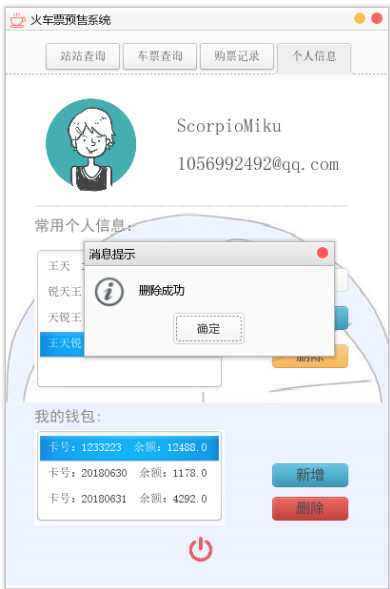 火车票预售系统
站站查询 车票查询 购票记录 个人信息
ScorpioMiku
1056992492@qq.com
常用个人信息:
王天
锐天王
天锐王
王天锐
消息提示
删除成功
确定
删除
我的钱包:
卡号: 1233223 余额: 12488.0
卡号: 20180630 余额: 1178.0
卡号: 20180631 余额: 4292.0
新增
删除